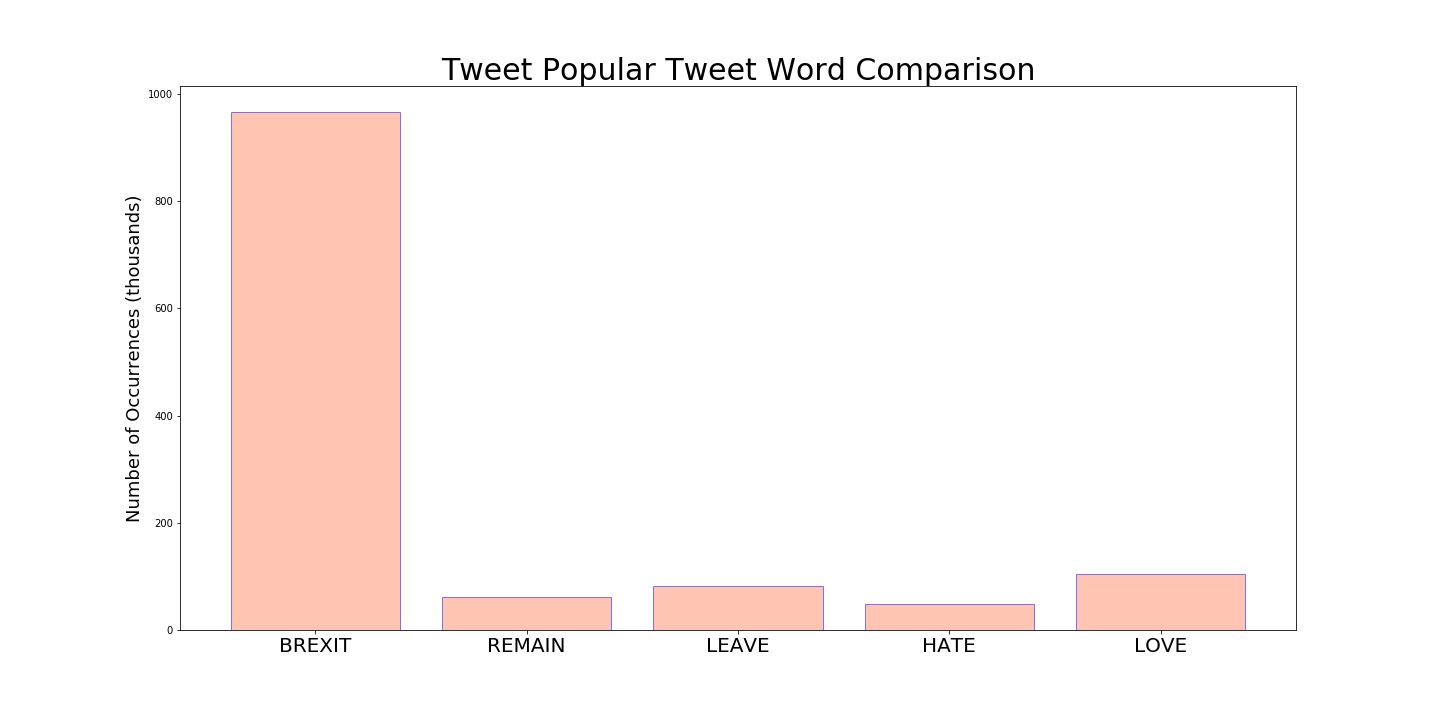 Tweet Popular Tweet Word Comparison
Number of Occurrences (thousands)
1000
800
600
400
200
0
BREXIT REMAIN LEAVE HATE LOVE